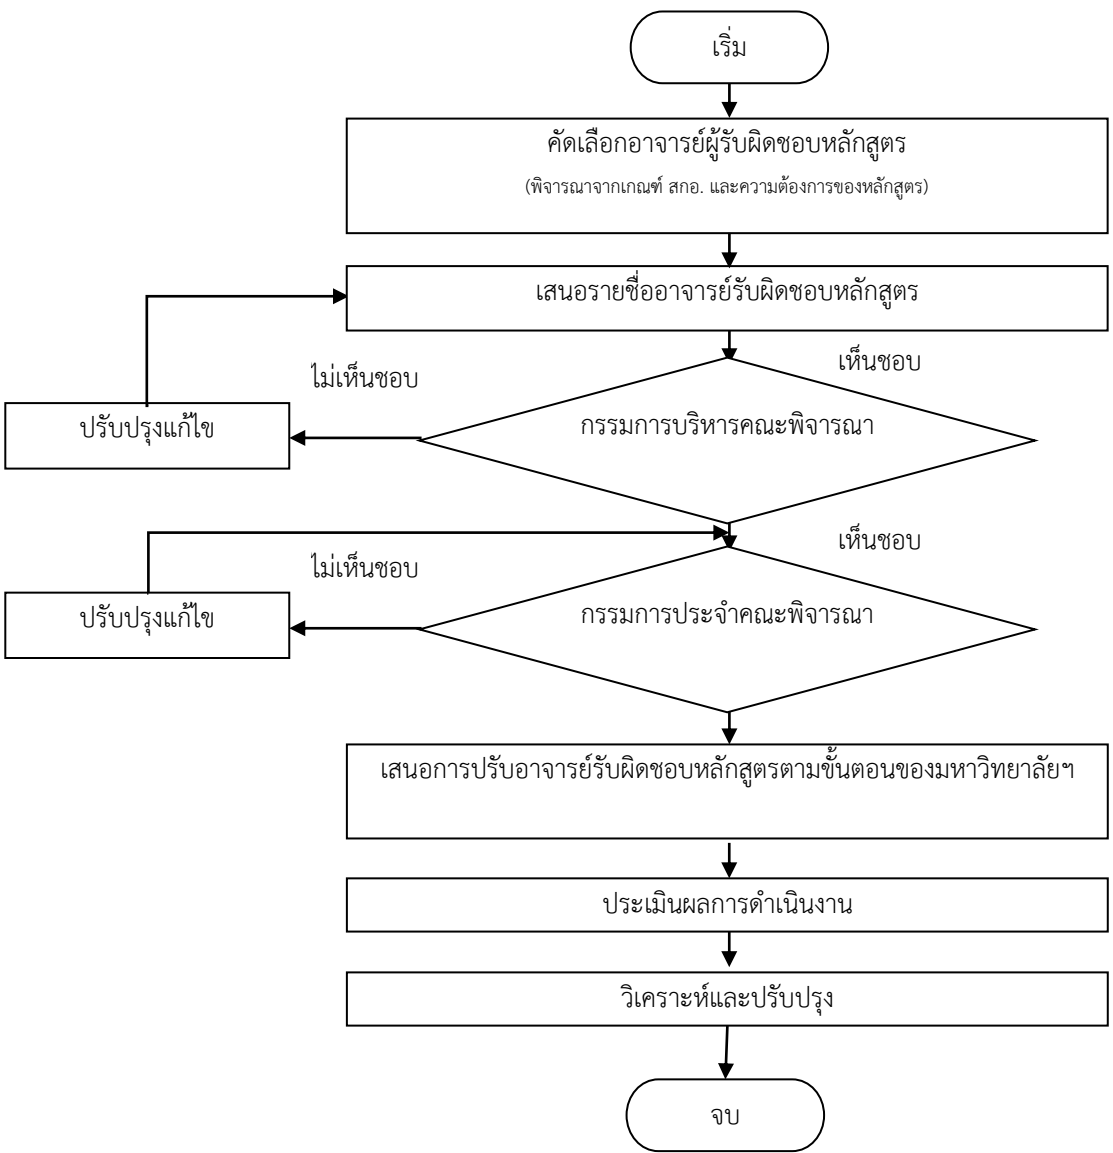 เริ่ม
คัดเลือกอาจารย์ผู้รับผิดชอบหลักสูตร
(พิจารณาจากเกณฑ์ สกอ. และความต้องการของหลักสูตร)
เสนอรายชื่ออาจารย์รับผิดชอบหลักสูตร
เห็นชอบ
ไม่เห็นชอบ
ปรับปรุงแก้ไข
กรรมการบริหารคณะพิจารณา
เห็นชอบ
ไม่เห็นชอบ
ปรับปรุงแก้ไข
กรรมการประจำคณะพิจารณา
เสนอการปรับอาจารย์รับผิดชอบหลักสูตรตามขั้นตอนของมหาวิทยาลัยฯ
ประเมินผลการดำเนินงาน
วิเคราะห์และปรับปรุง
จบ